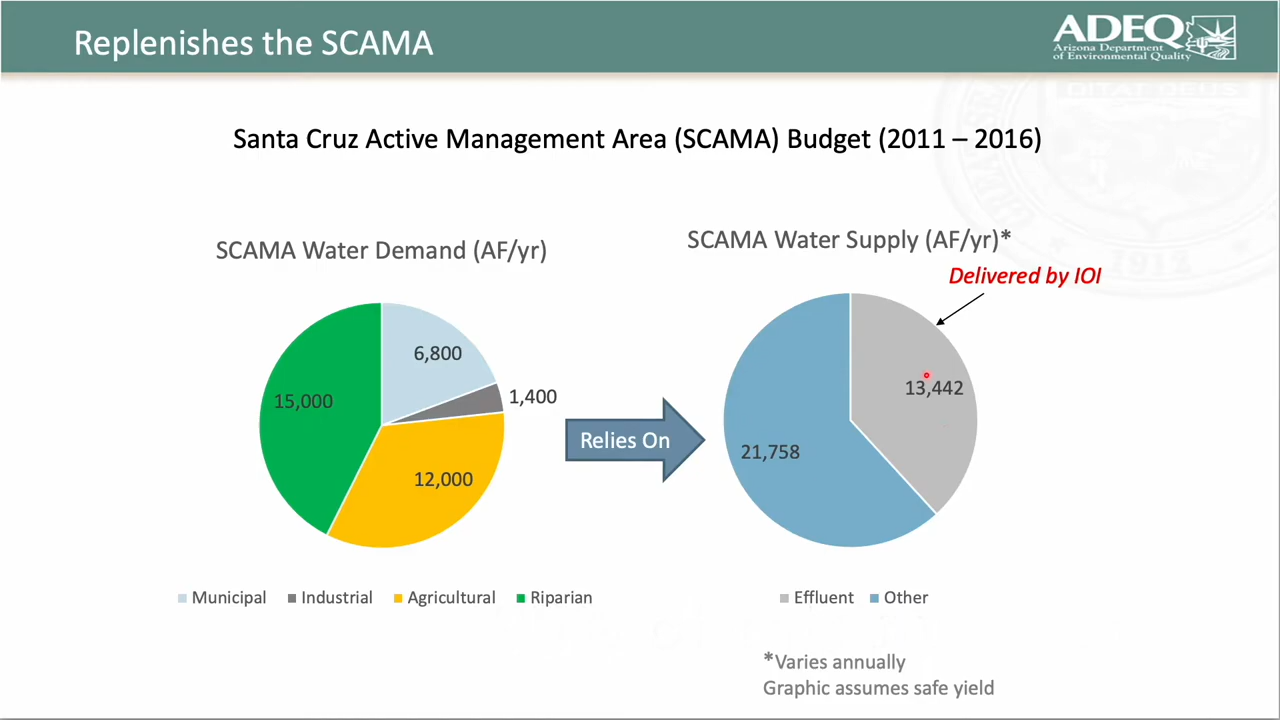 Replenishes the SCAMA
ADEQ
Arizona Department
of Environmental Quality
DITAT DEUS
1912
Santa Cruz Active Management Area (SCAMA) Budget (2011 – 2016)
SCAMA Water Demand (AF/yr)
SCAMA Water Supply (AF/yr)*
Delivered by IOI
6,800
1,400
12,000
15,000
Relies On
13,442
21,758
Municipal
Industrial
Agricultural
Riparian
Effluent
Other
*Varies annually
Graphic assumes safe yield